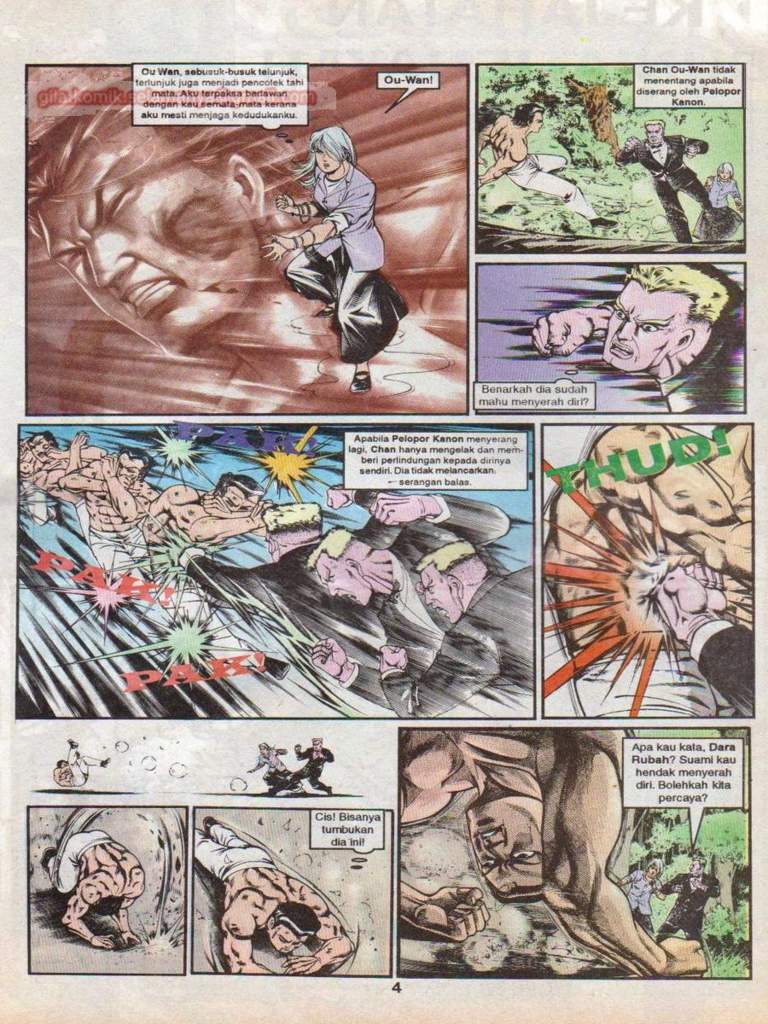 Ou Wan, sebusuk-busuk telunjuk,
terlunjuk juga menjadi pencolek tahi
mata. Aku terpaksa berlawan
dengan kau semata-mata kerana
aku mesti menjaga kedudukanku.
Ou-Wan!
Chan Ou-Wan tidak
menentang apabila
diserang oleh Pelopor
Kanon.
Benarkah dia sudah
mahu menyerah diri?
PAK!
PAK!
Apabila Pelopor Kanon menyerang
lagi, Chan hanya mengelak dan mem-
beri perlindungan kepada dirinya
sendiri. Dia tidak melancarkan
serangan balas.
PAK!
PAK!
THUD!
Cis! Bisanya
tumbukan
dia ini!
Apa kau kata, Dara
Rubah? Suami kau
hendak menyerah
diri. Bolehkah kita
percaya?
4